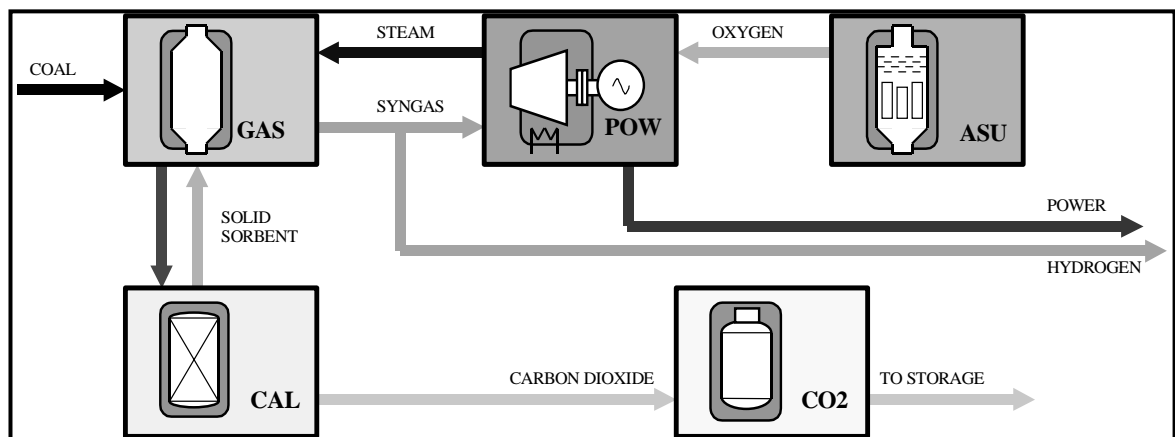 STEAM
OXYGEN
COAL
SYNGAS
GAS
POW
ASU
SOLID
SORBENT
POWER
HYDROGEN
CARBON DIOXIDE
TO STORAGE
CAL
CO2